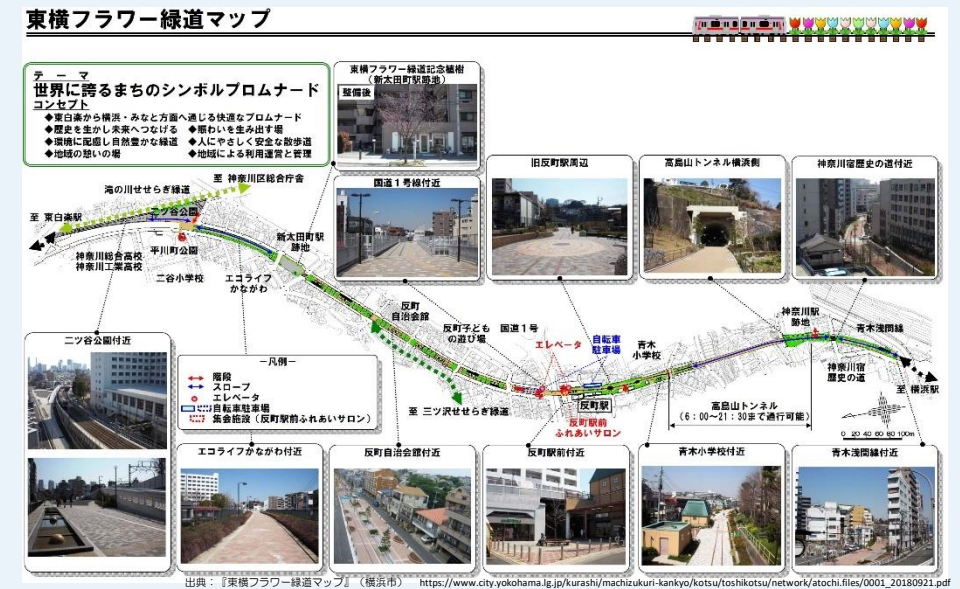 東横フラワー緑道マップ
テーマ
世界に誇るまちのシンボルプロムナード
コンセプト
◆東白楽から横浜・みなと方面へ通じる快適なプロムナード
◆歴史を生かし未来へつなげる ◆賑わいを生み出す場
◆環境に配慮し自然豊かな緑道 ◆人にやさしく安全な散歩道
◆地域の憩いの場 ◆地域による利用運営と管理
東横フラワー緑道記念植樹
(新太田町駅跡地)
整備後
国道1号線付近
旧反町駅周辺
高島山トンネル横浜側
神奈川宿歴史の道付近
至 神奈川区総合庁舎
滝の川せせらぎ緑道
至 東白楽駅
二ツ谷公園
平川町公園
神奈川総合高校
神奈川工業高校
二谷小学校
エコライフ
かながわ
新太田町駅
跡地
反町
自治会館
反町子ども
の遊び場
国道1号
エレベータ
自転車
駐車場
青木
小学校
神奈川駅
跡地
青木浅間線
神奈川宿
歴史の道
至 横浜駅
至 三ツ沢せせらぎ緑道
反町駅
反町駅前
ふれあいサロン
高島山トンネル
(6:00〜21:30まで通行可能)
0 20 40 60 80 100m
二ツ谷公園付近
-凡例-
階段
スロープ
エレベータ
自転車駐車場
集会施設(反町駅ふれあいサロン)
エコライフかながわ付近
反町自治会館付近
反町駅前付近
青木小学校付近
青木浅間線付近
出典:『東横フラワー緑道マップ』(横浜市) https://www.city.yokohama.lg.jp/kurashi/machizukuri-kankyo/kotsu/toshikotsu/network/atochi.files/0001_20180921.pdf